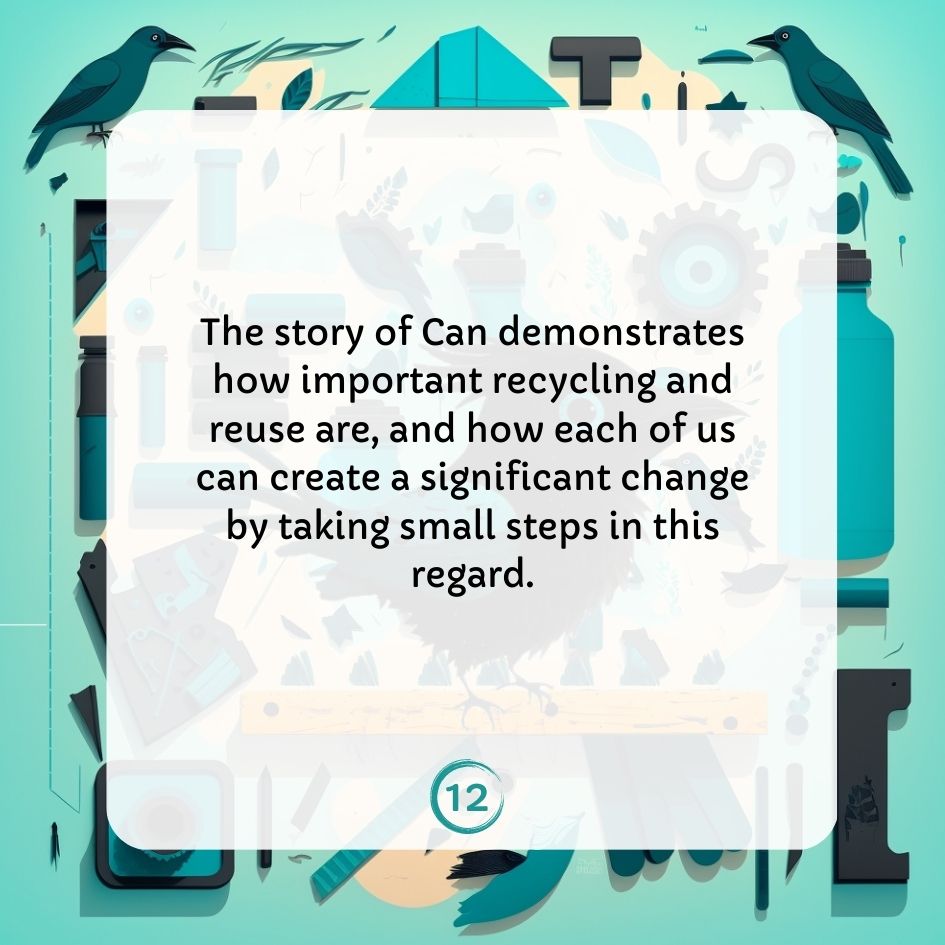 The story of Can demonstrates
how important recycling and
reuse are, and how each of us
can create a significant change
by taking small steps in this
regard.
12